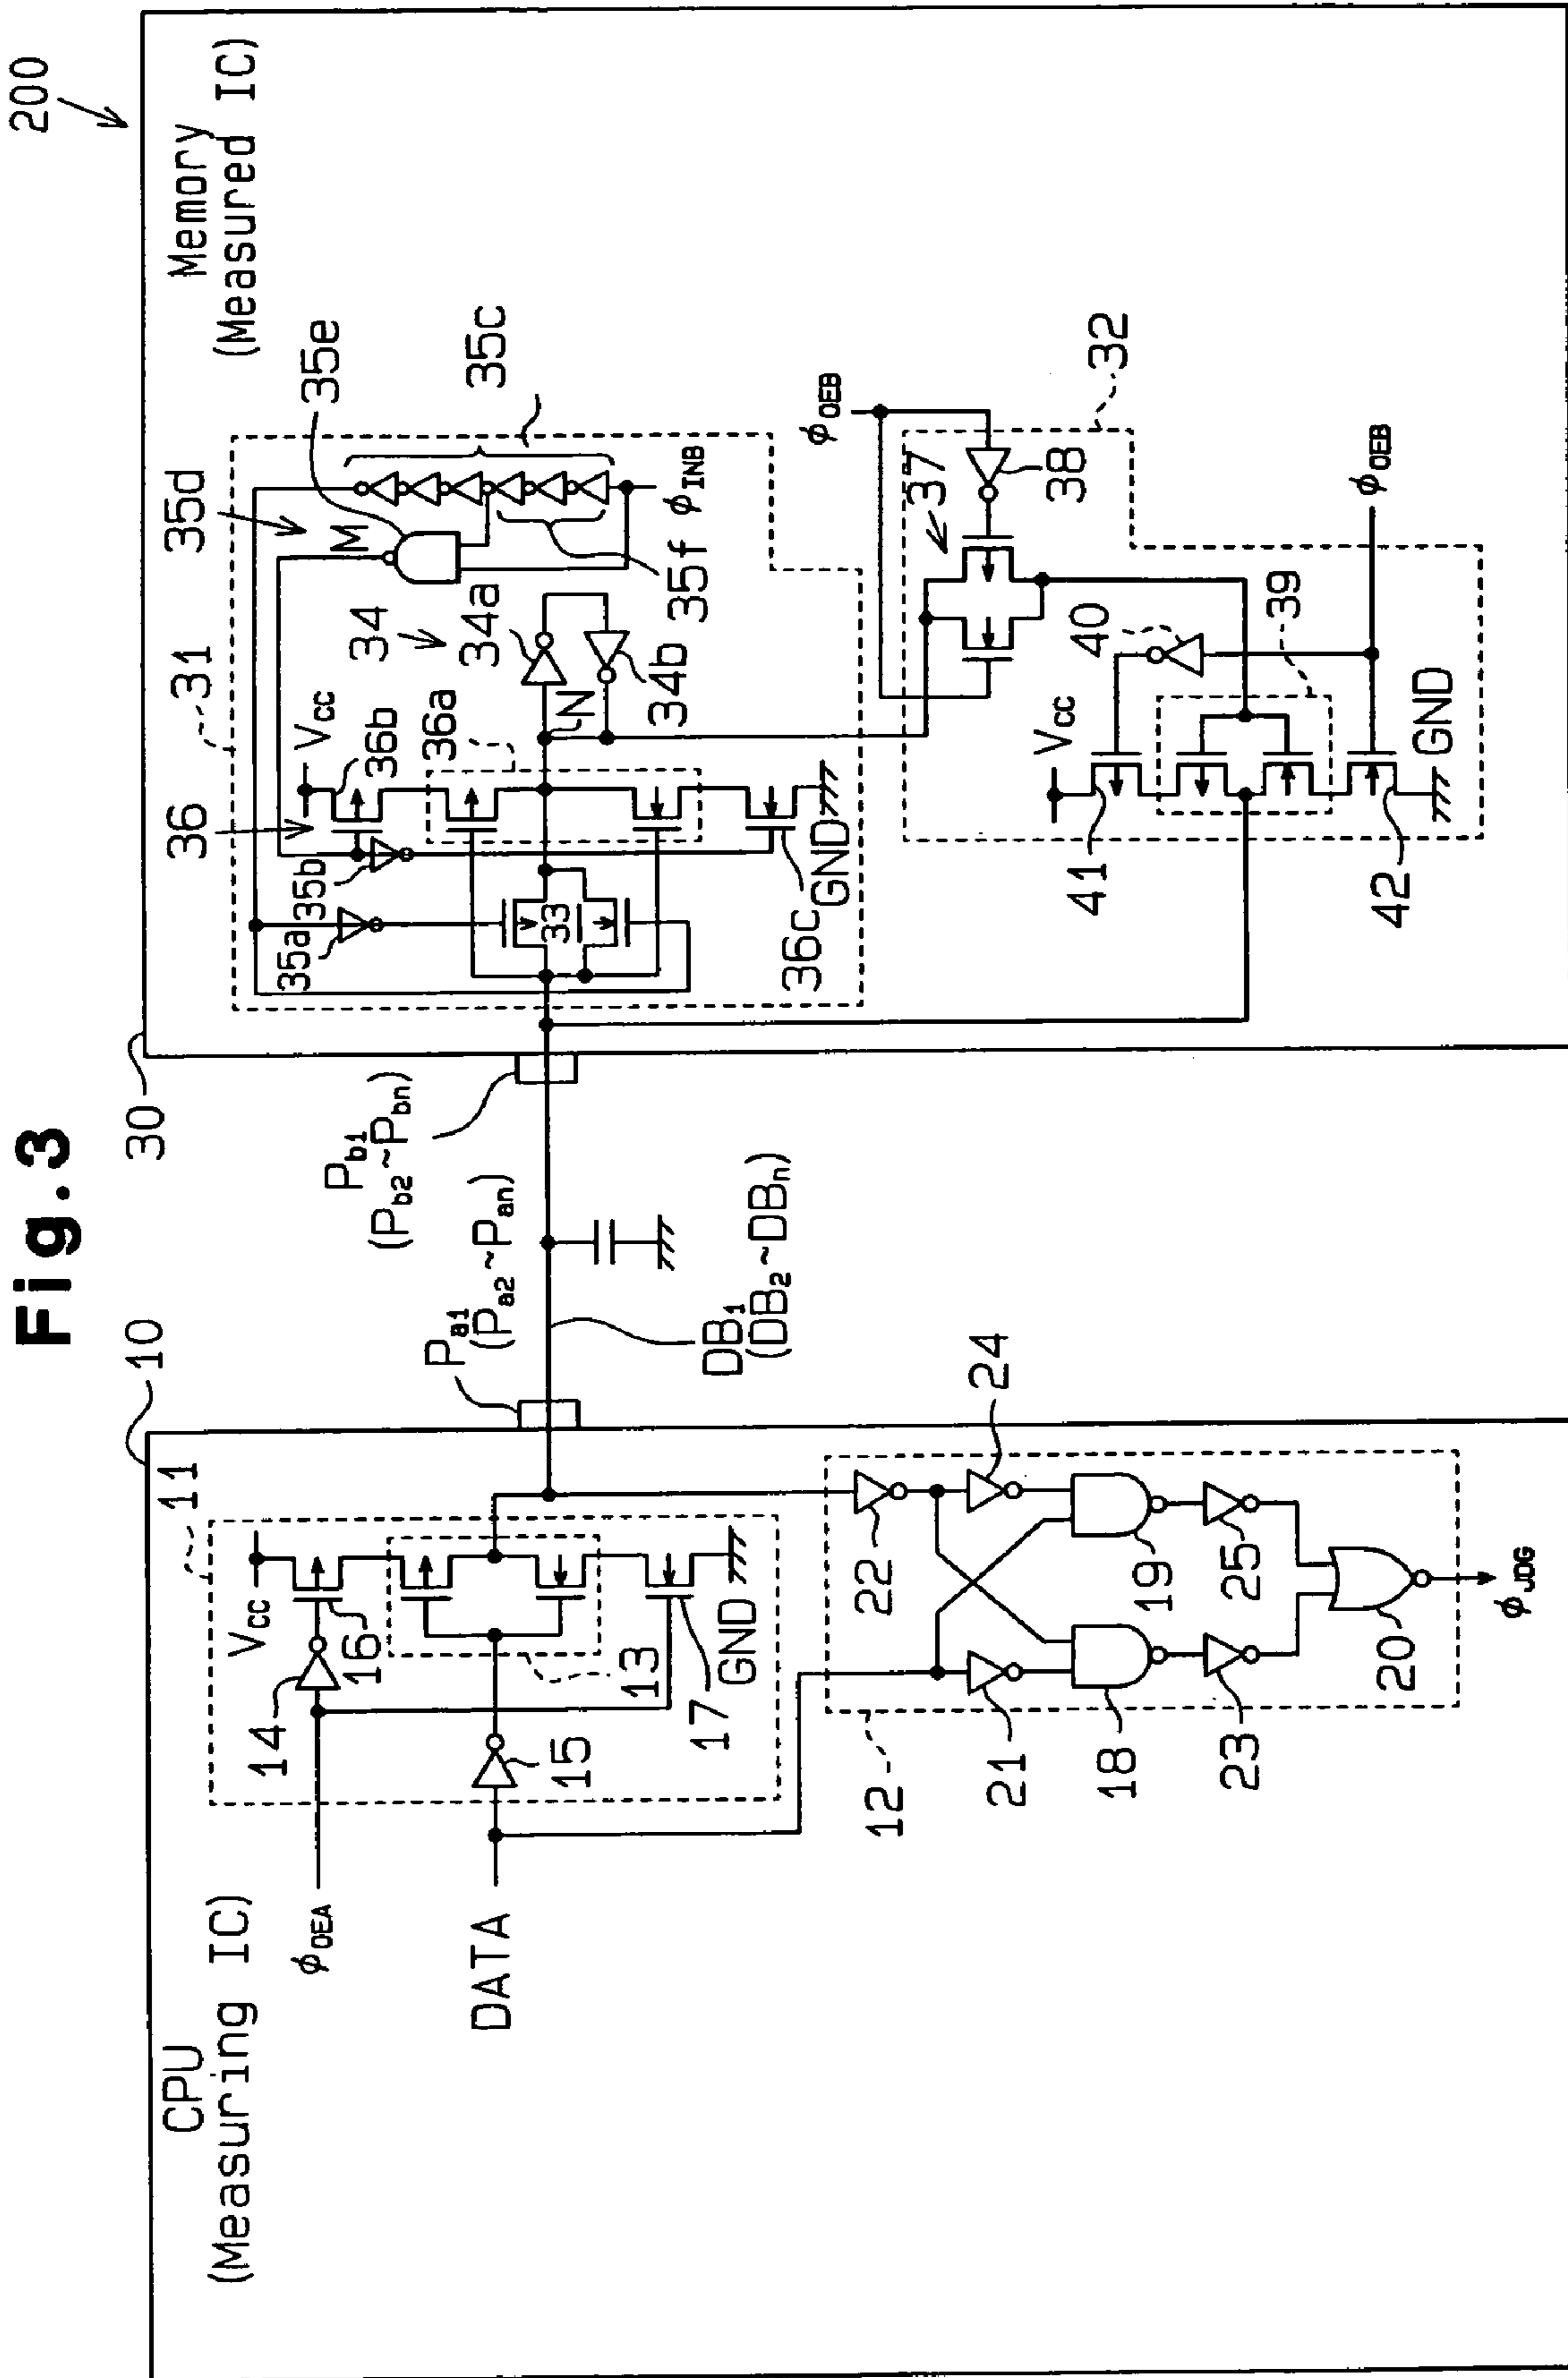 Fig.3
200
10
30
CPU
(Measuring IC)
Memory
(Measured IC)
ϕOEA
DATA
11
VCC
14
16
13
15
17
GND
12
22
24
21
18
19
23
25
20
ϕJDG
Pa1
(Pa2~Pan)
Pb1
(Pb2~Pbn)
DB1
(DB2~DBn)
31
36
VCC
36b
36a
35a
35b
33
36C
GND
N
34
34a
34b
35d
M
35e
35c
35f
ϕINB
ϕOEB
37
38
32
VCC
40
41
39
42
GND
ϕOEB